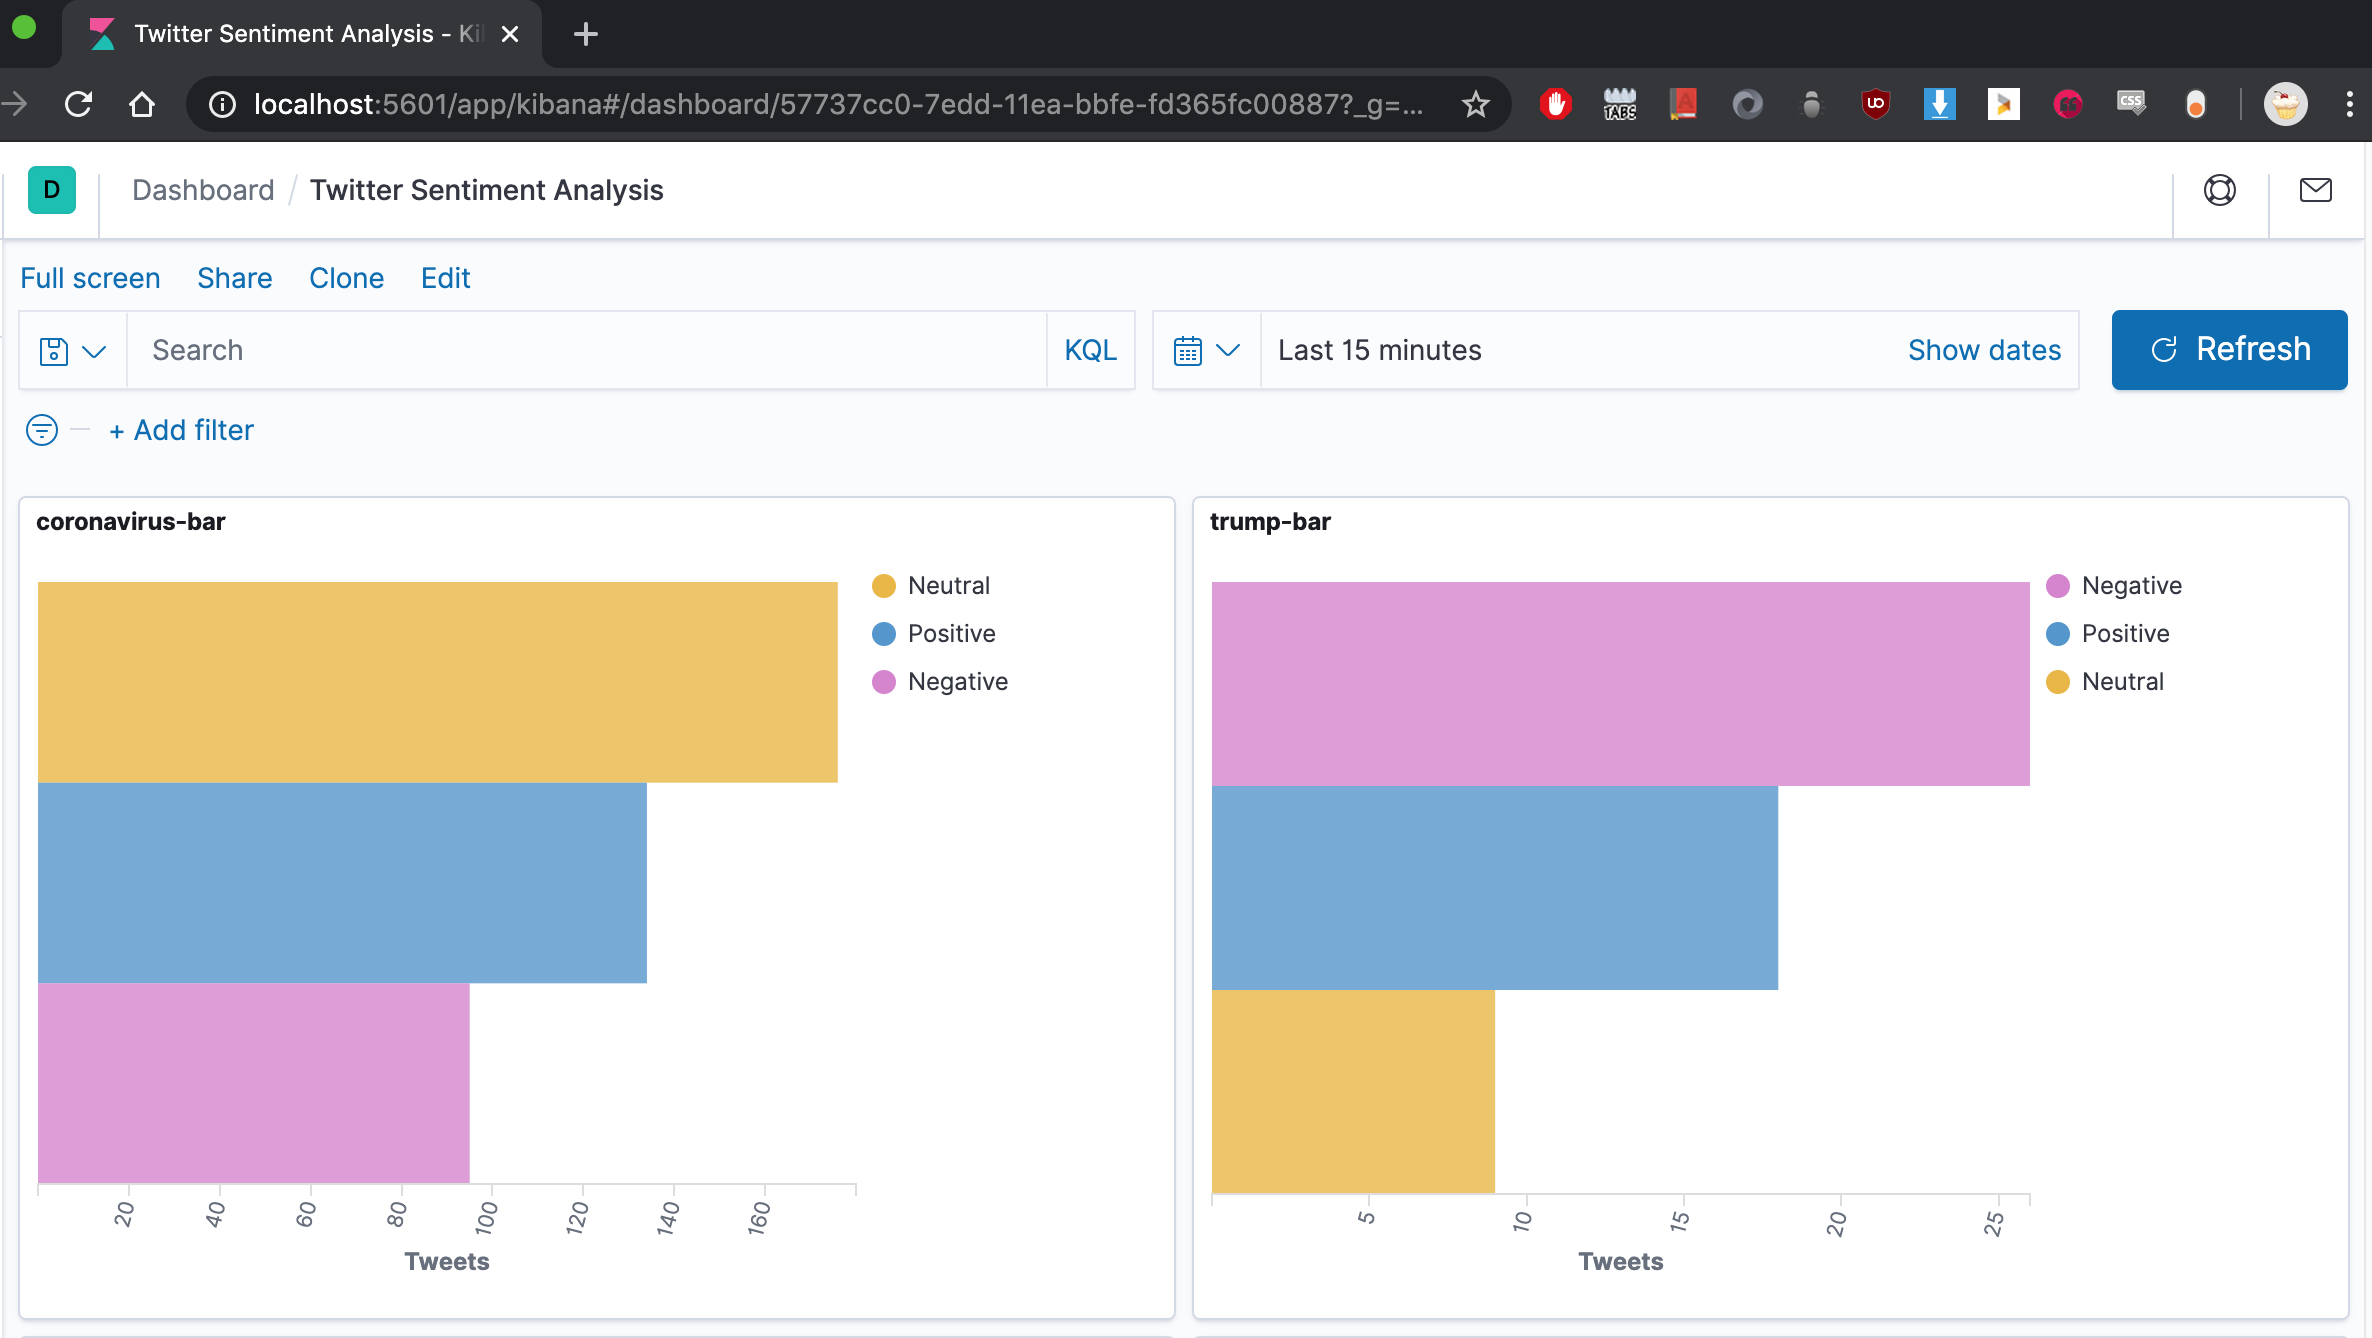 Twitter Sentiment Analysis - Ki
localhost:5601/app/kibana#/dashboard/57737cc0-7edd-11ea-bbfe-fd365fc00887?_g=...
TABS
A
UO
CSS
D
Dashboard / Twitter Sentiment Analysis
Full screen Share Clone Edit
Search KQL Last 15 minutes Show dates Refresh
+ Add filter
coronavirus-bar
Neutral
Positive
Negative
20 40 60 80 100 120 140 160
Tweets
trump-bar
Negative
Positive
Neutral
5 10 15 20 25
Tweets